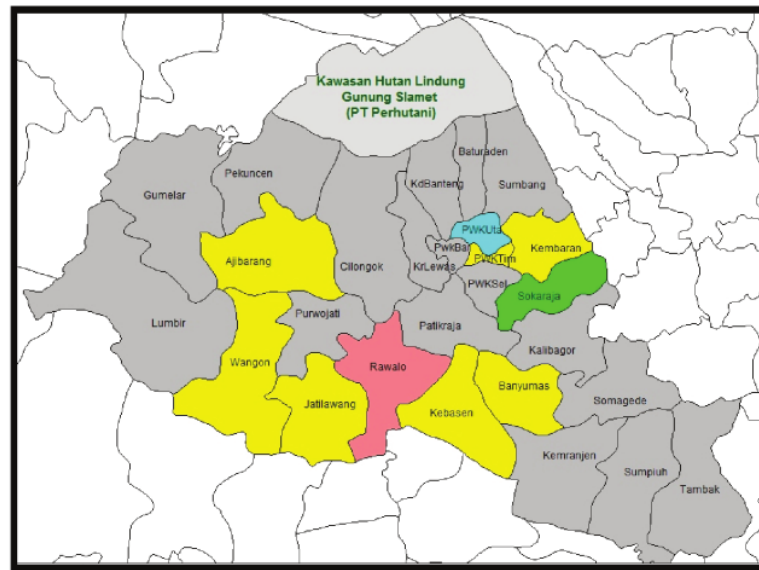 Kawasan Hutan Lindung
Gunung Slamet
(PT Perhutani)
Baturaden
Pekuncen
KdBanteng
Sumbang
Gumelar
PWKUta
PwkBar
Kembaran
PWKTim
Ajibarang
Cilongok
KrLewas
PWKSel
Sokaraja
Purwojati
Lumbir
Patikraja
Kalibagor
Wangon
Rawalo
Banyumas
Jatilawang
Kebasen
Somagede
Kemranjen
Sumpiuh
Tambak